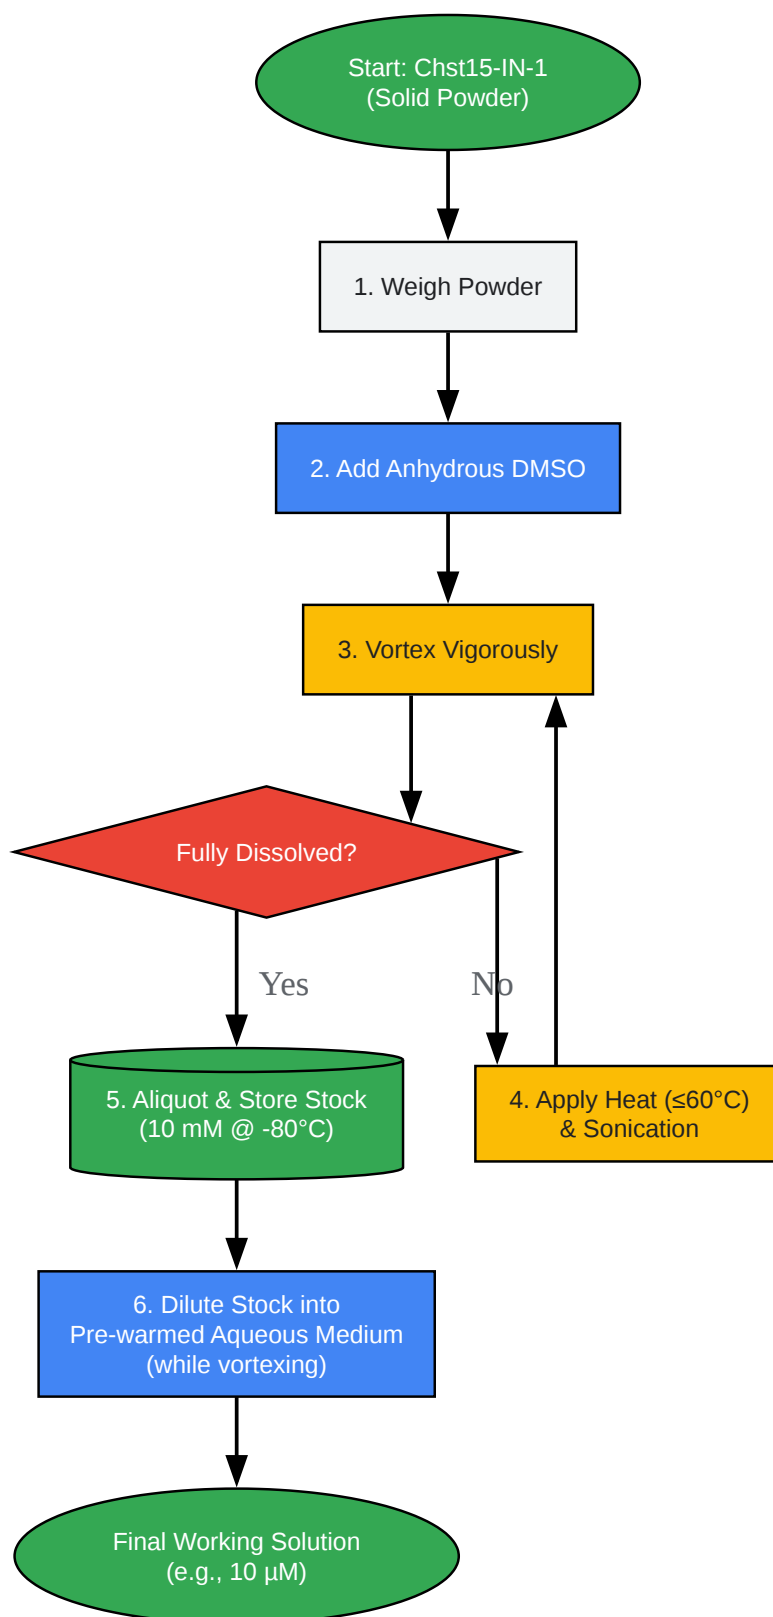 Start: Chst15-IN-1
(Solid Powder)
1. Weigh Powder
2. Add Anhydrous DMSO
3. Vortex Vigorously
Fully Dissolved?
Yes
No
5. Aliquot & Store Stock
(10 mM @ -80°C)
4. Apply Heat (≤60°C)
& Sonication
6. Dilute Stock into
Pre-warmed Aqueous Medium
(while vortexing)
Final Working Solution
(e.g., 10 µM)